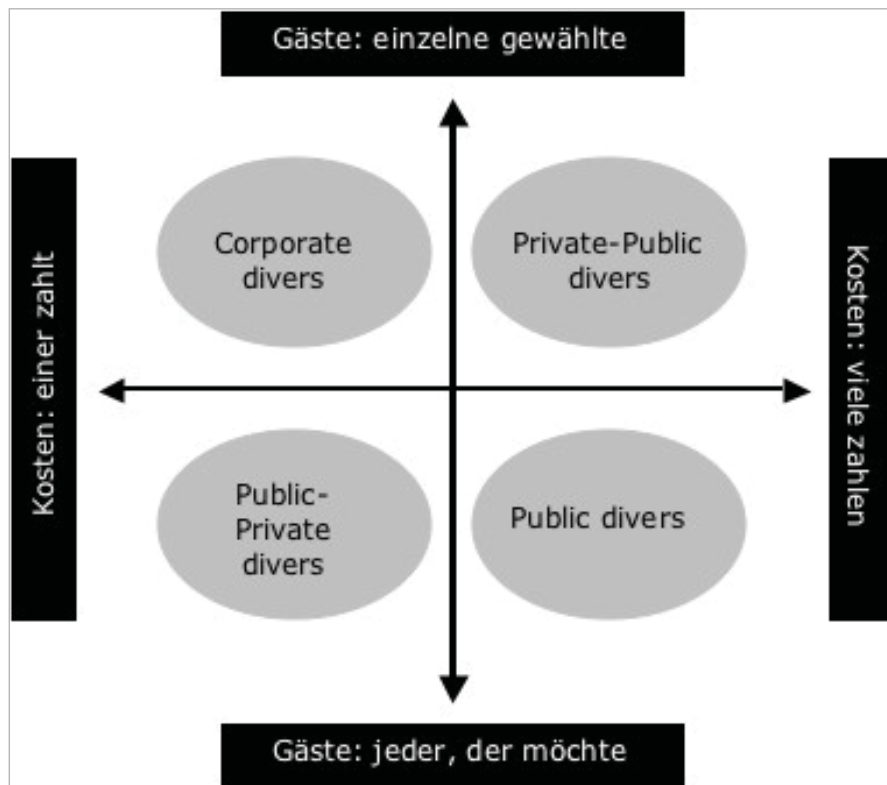 Gäste: einzelne gewählte
Kosten: einer zahlt
Corporate
divers
Private-Public
divers
Kosten: viele zahlen
Public-
Private
divers
Public divers
Gäste: jeder, der möchte